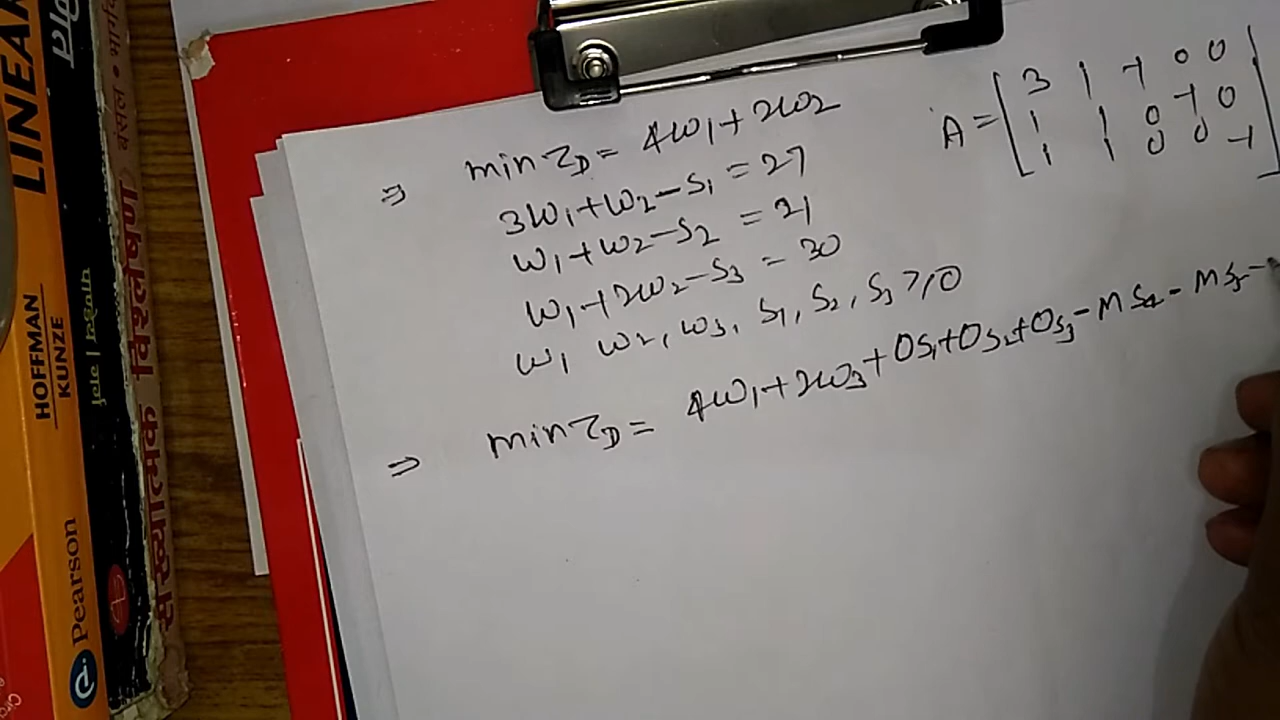 ⇒ min Z_D = 4w₁ + 2w₂
3w₁ + w₂ - s₁ = 27
w₁ + w₂ - s₂ = 21
w₁ + 2w₂ - s₃ = 30
w₁ w₂, w₃, s₁, s₂, s₃ ≥ 0
⇒ min Z_D = 4w₁ + 2w₃ + 0s₁ + 0s₂ + 0s₃ - M s₄ - M s₅ -
A = [ 3 1 -1 0 0
1 1 0 -1 0
1 1 0 0 -1 ]
LINEAR
HOFFMAN
KUNZE
Pearson
संख्यात्मक विश्लेषण • बंसल •